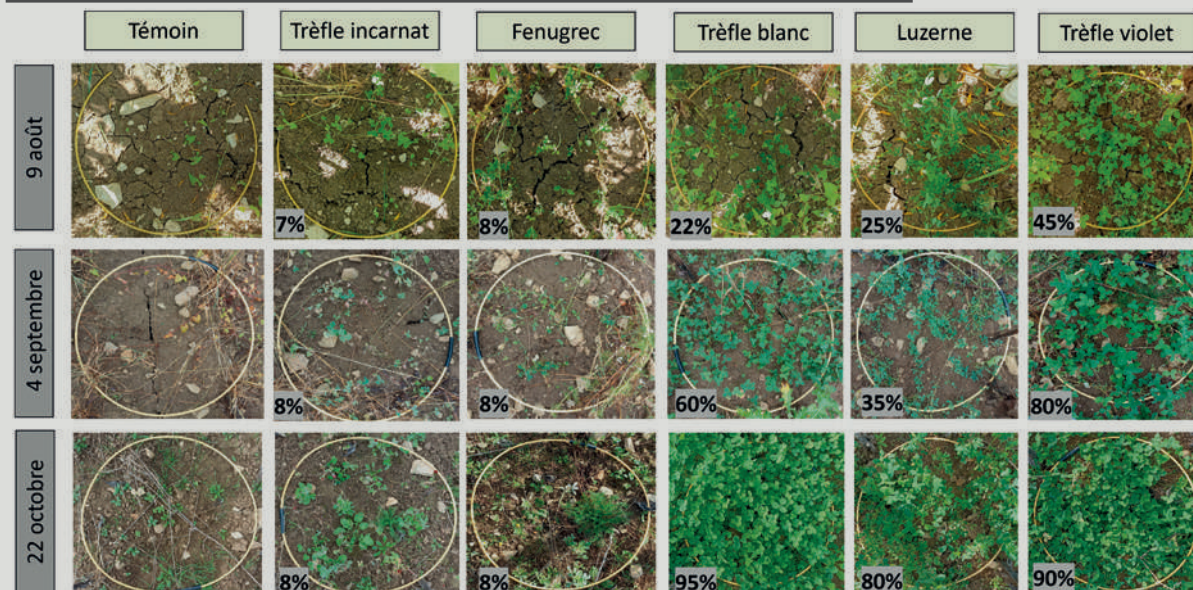 Témoin
Trèfle incarnat
Fenugrec
Trèfle blanc
Luzerne
Trèfle violet
9 août
7%
8%
22%
25%
45%
4 septembre
8%
8%
60%
35%
80%
22 octobre
8%
8%
95%
80%
90%